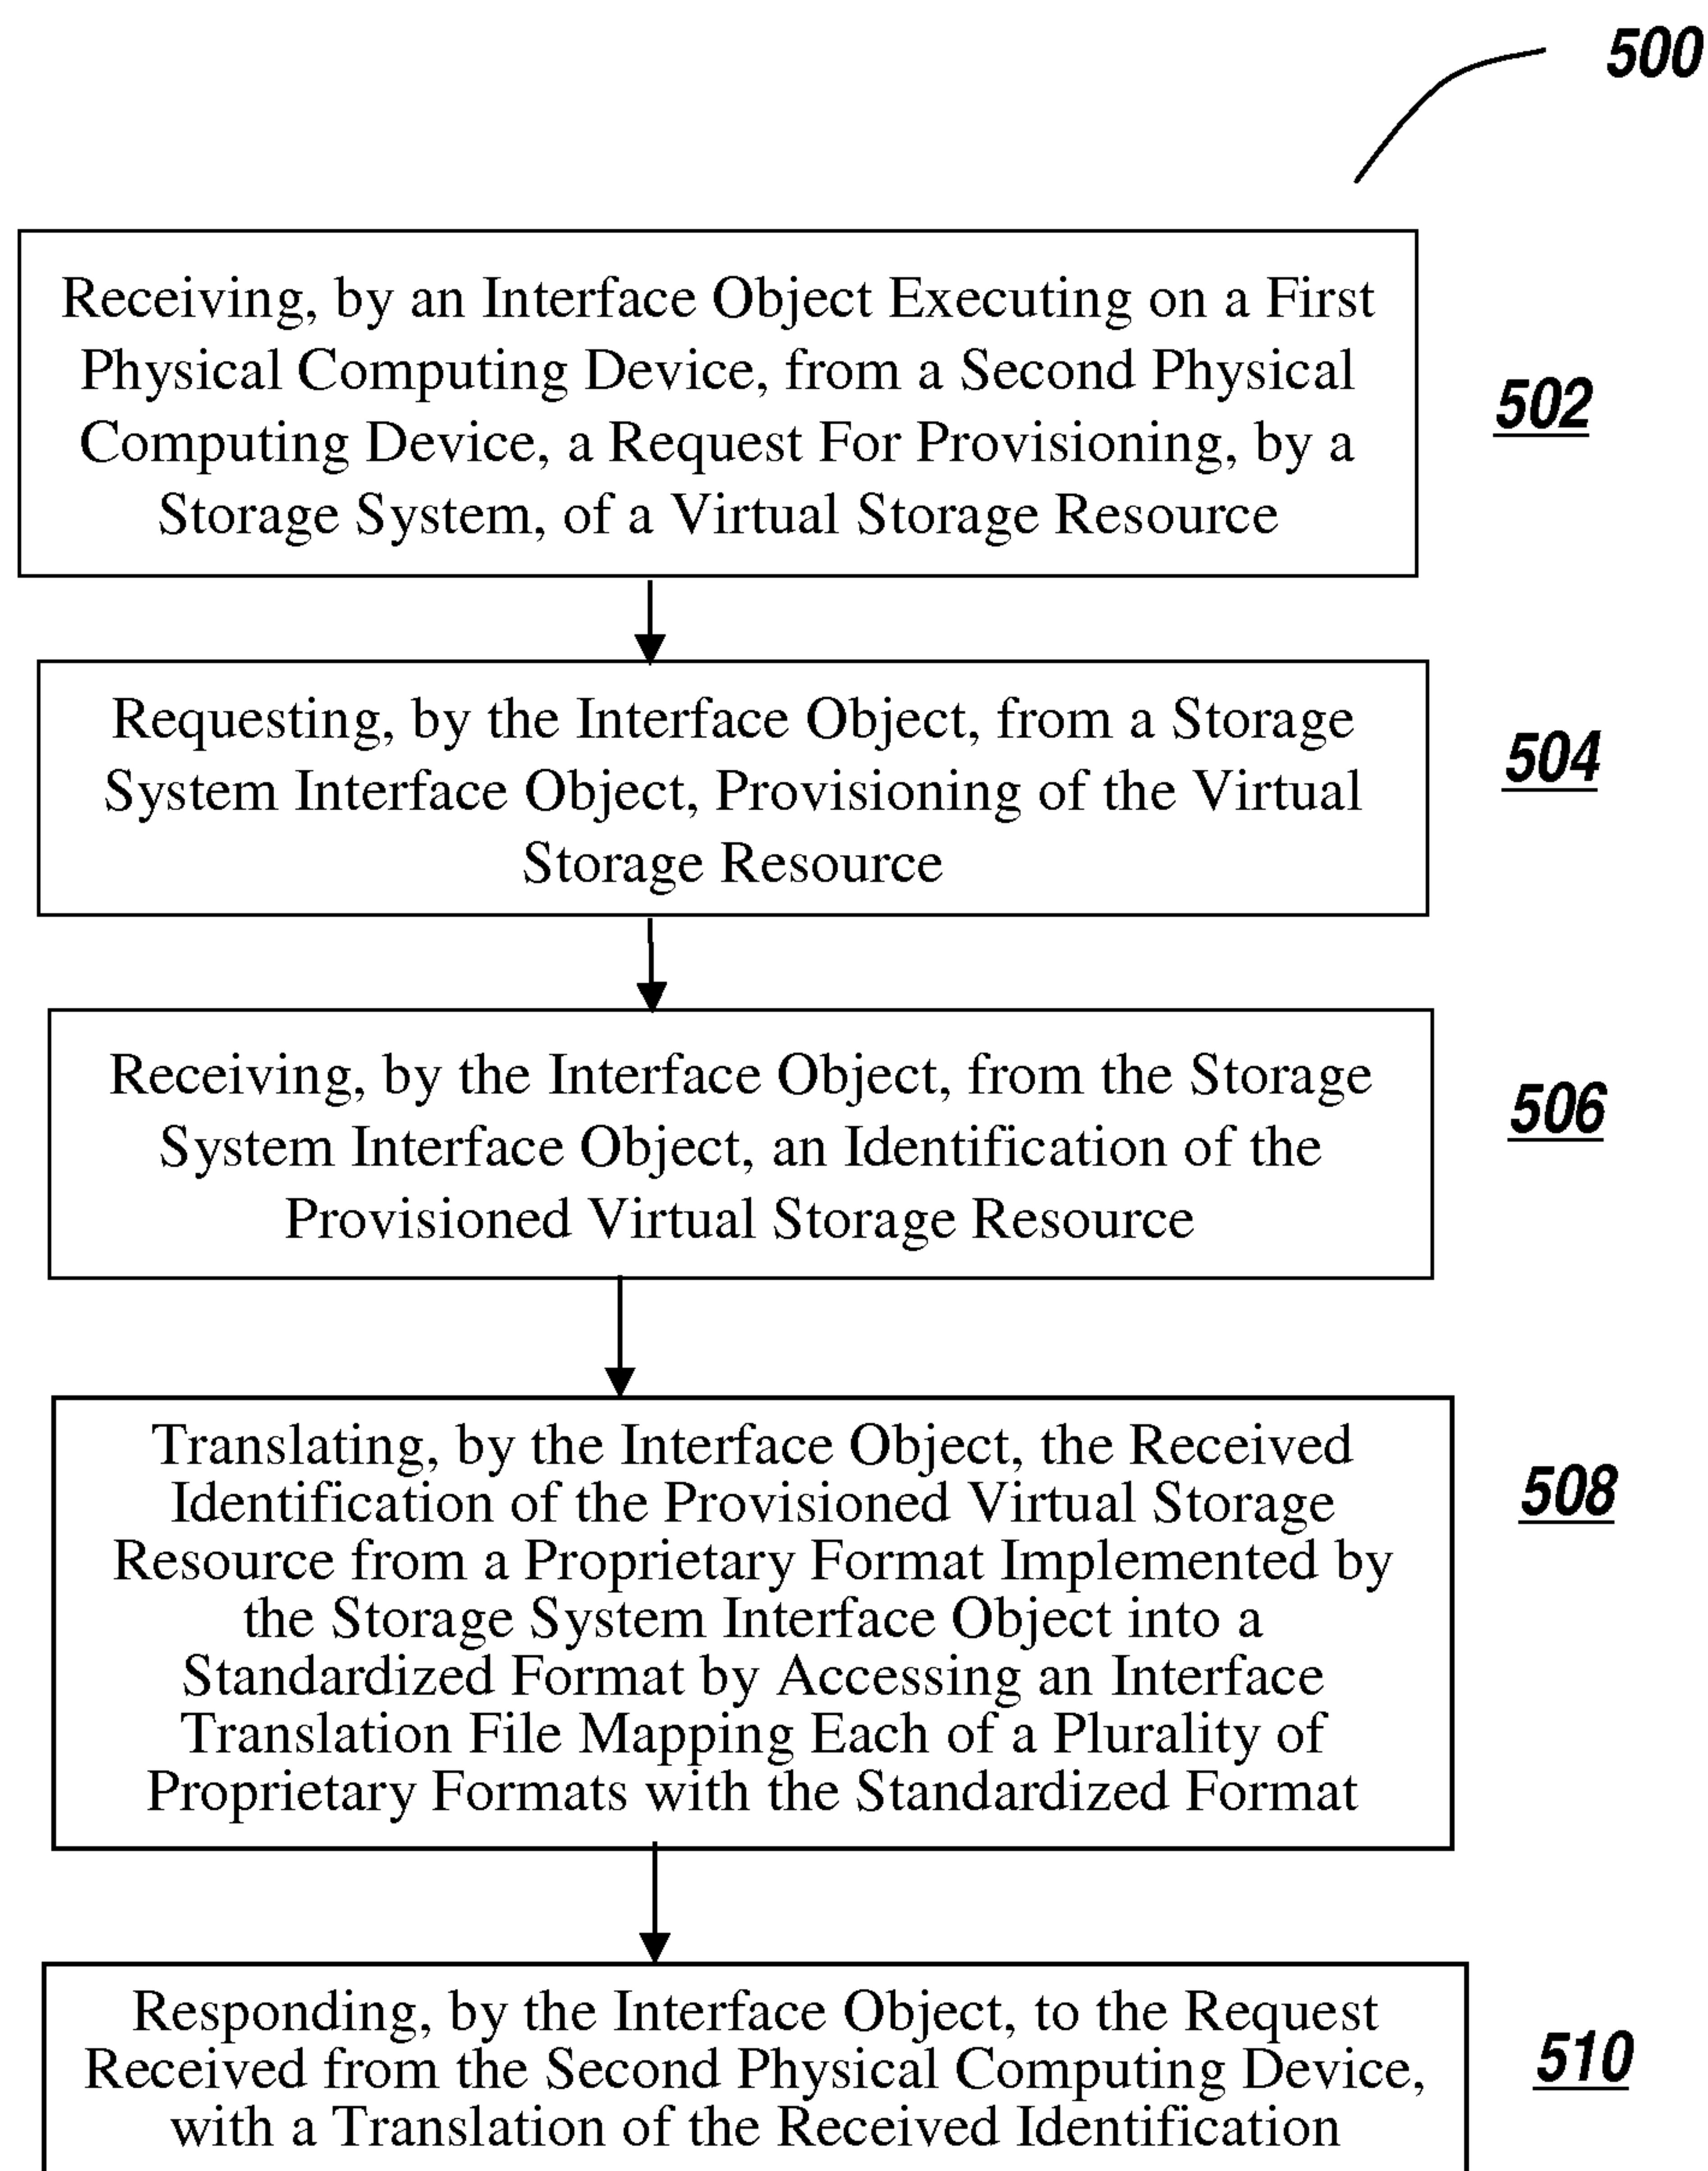 500
Receiving, by an Interface Object Executing on a First
Physical Computing Device, from a Second Physical
Computing Device, a Request For Provisioning, by a
Storage System, of a Virtual Storage Resource
502
Requesting, by the Interface Object, from a Storage
System Interface Object, Provisioning of the Virtual
Storage Resource
504
Receiving, by the Interface Object, from the Storage
System Interface Object, an Identification of the
Provisioned Virtual Storage Resource
506
Translating, by the Interface Object, the Received
Identification of the Provisioned Virtual Storage
Resource from a Proprietary Format Implemented by
the Storage System Interface Object into a
Standardized Format by Accessing an Interface
Translation File Mapping Each of a Plurality of
Proprietary Formats with the Standardized Format
508
Responding, by the Interface Object, to the Request
Received from the Second Physical Computing Device,
with a Translation of the Received Identification
510